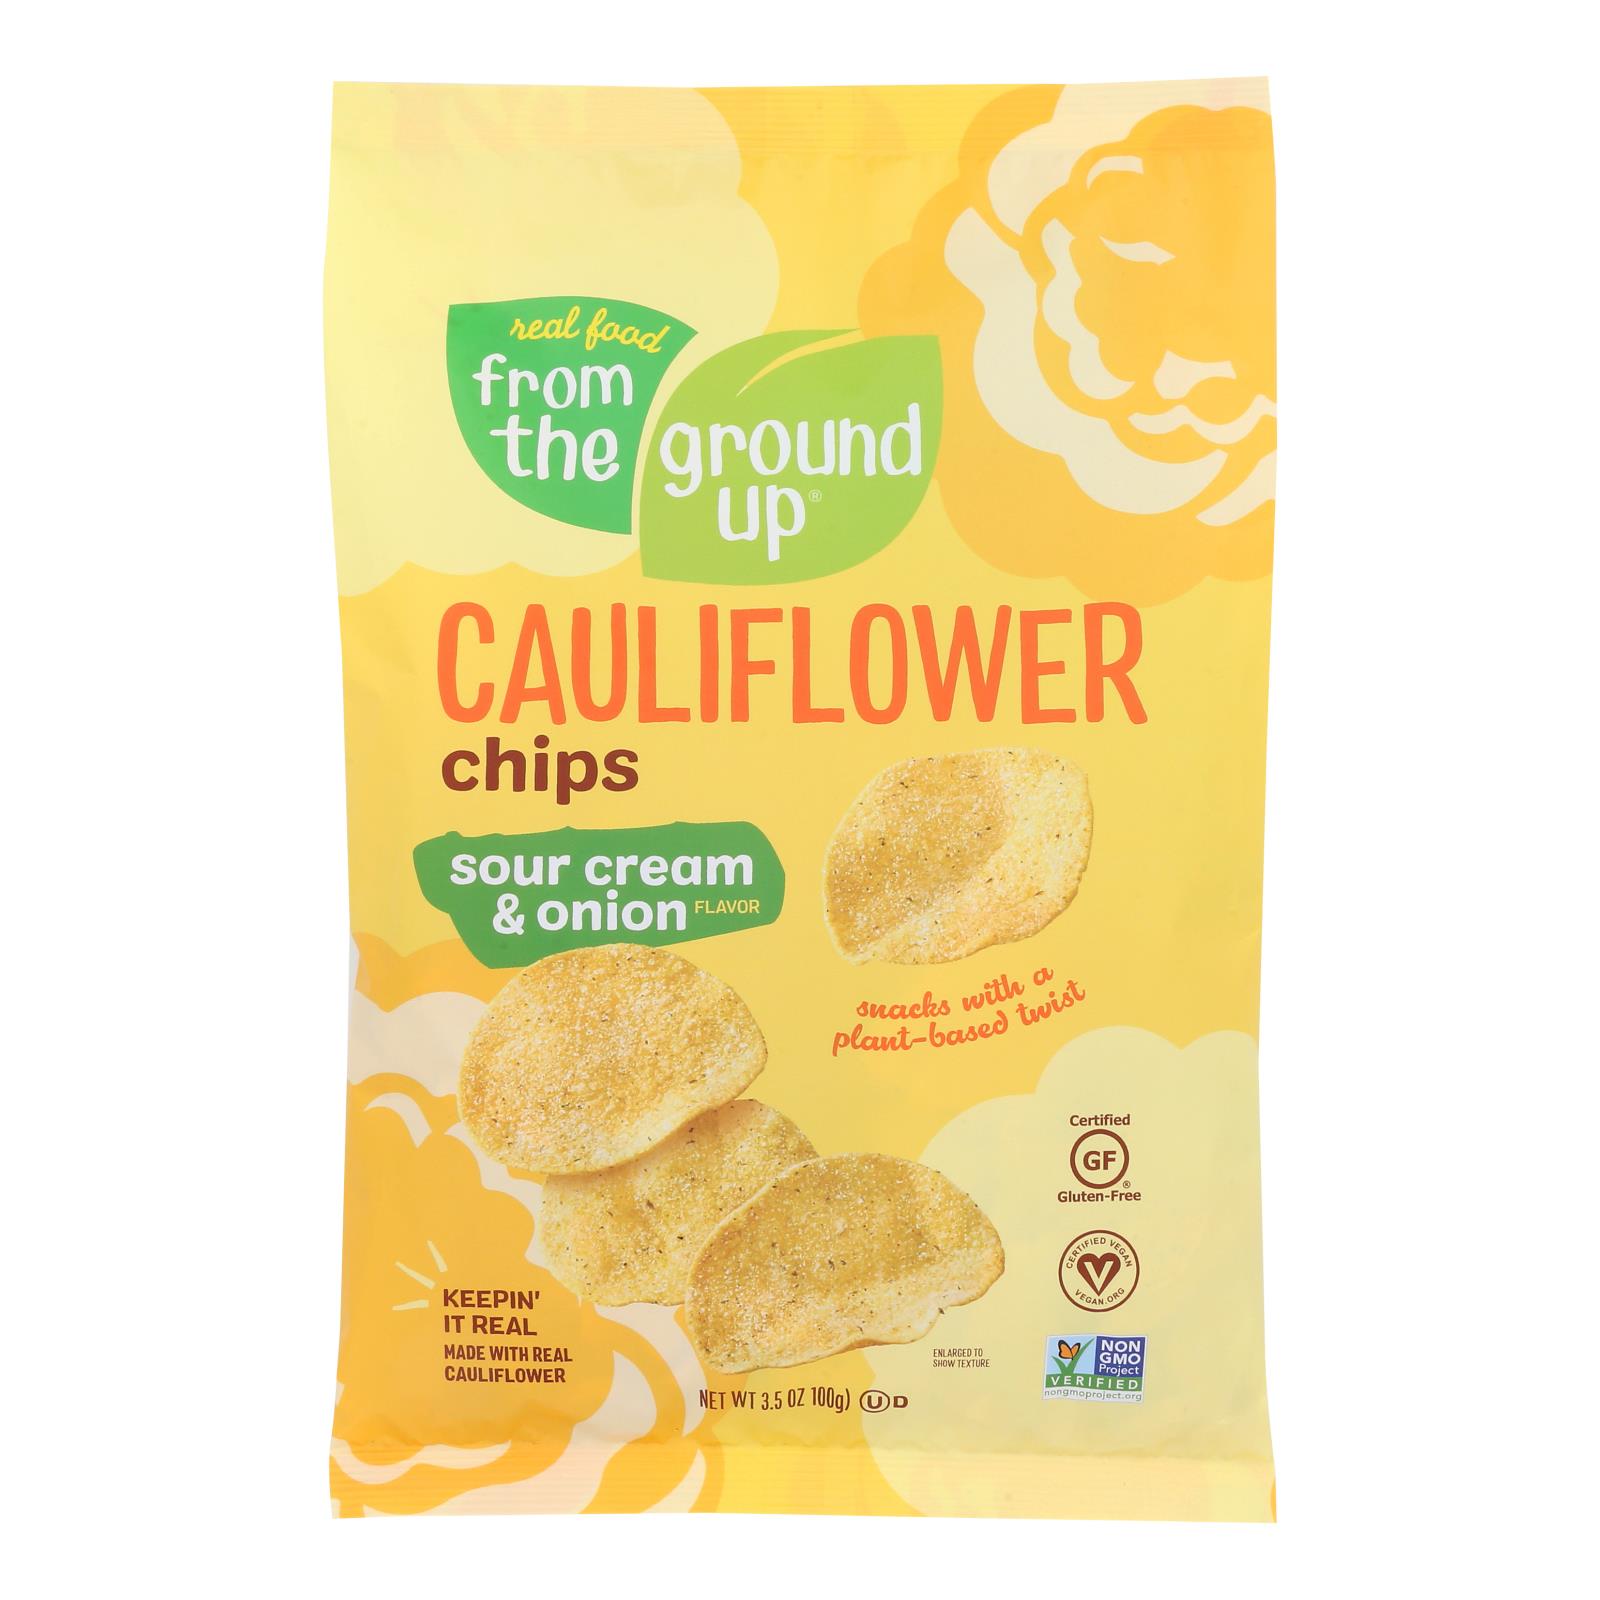 real food
from
the
ground
up®
CAULIFLOWER
chips
sour cream
& onion FLAVOR
snacks with a
plant-based twist
Certified
GF
®
Gluten-Free
CERTIFIED VEGAN
V
VEGAN.ORG
KEEPIN'
IT REAL
MADE WITH REAL
CAULIFLOWER
ENLARGED TO
SHOW TEXTURE
NON
GMO
Project
VERIFIED
nongmoproject.org
NET WT 3.5 OZ 100g) U D